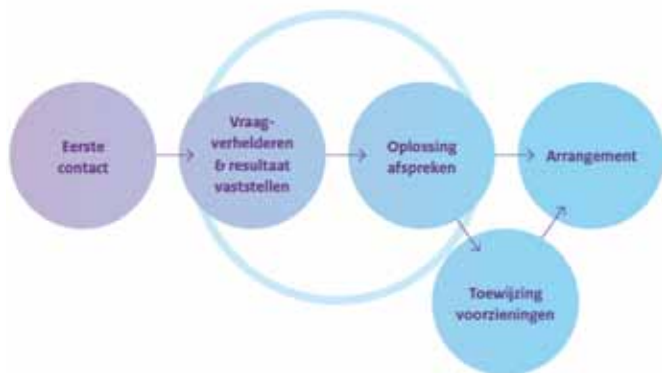 Eerste
contact
Vraag-
verhelderen
& resultaat
vaststellen
Oplossing
afspreken
Arrangement
Toewijzing
voorzieningen